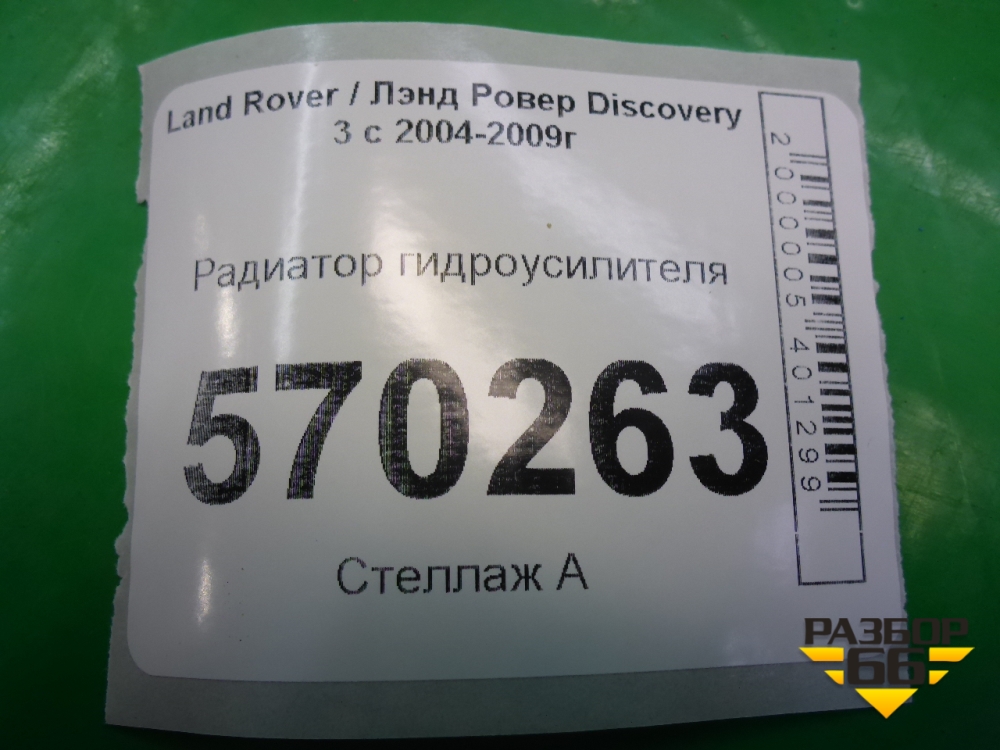 Land Rover / Лэнд Ровер Discovery
3 с 2004-2009г
Радиатор гидроусилителя
570263
Стеллаж А
2000005401299
РАЗБОР
66